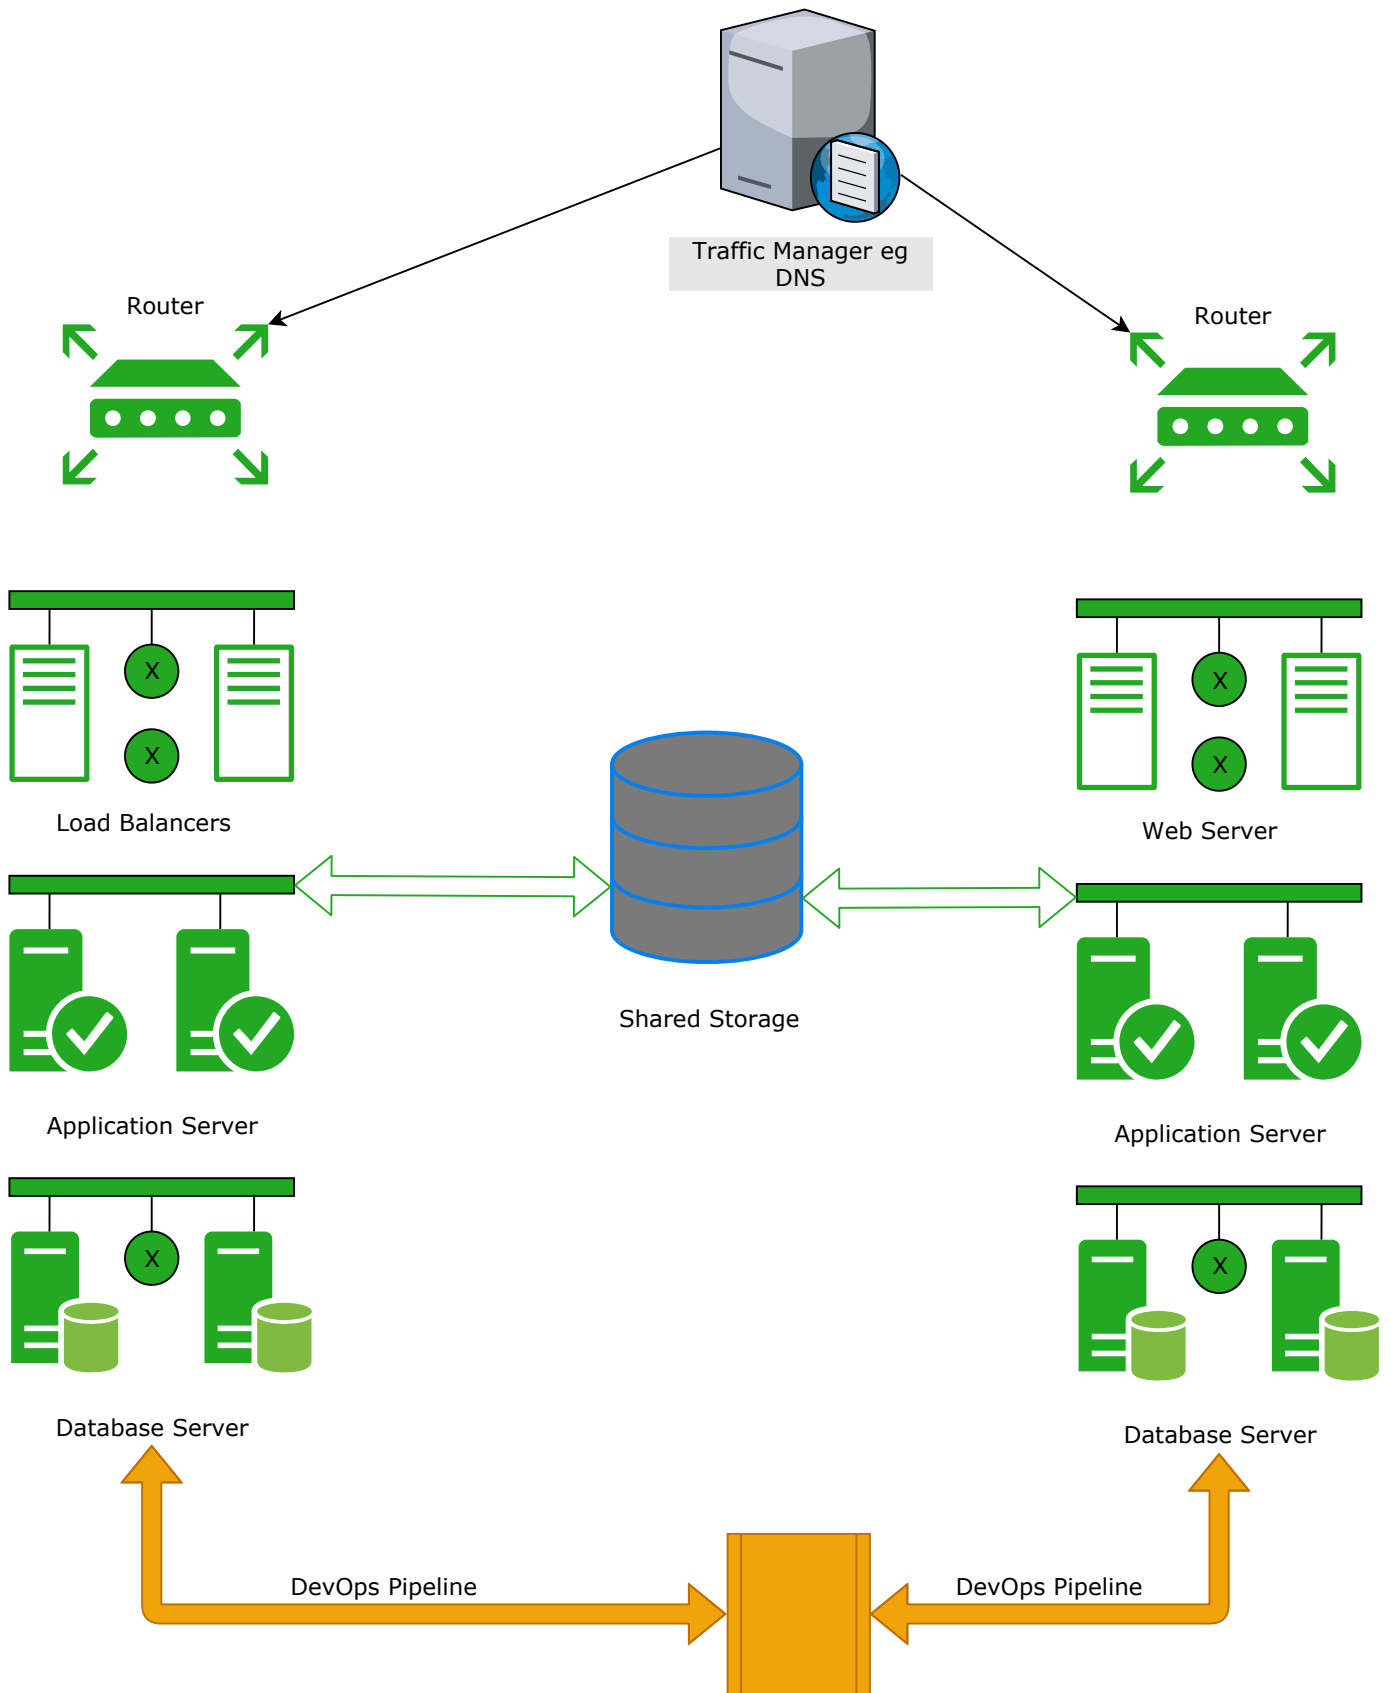 Traffic Manager eg
DNS
Router
Router
X
X
X
X
Load Balancers
Web Server
Shared Storage
Application Server
Application Server
X
X
Database Server
Database Server
DevOps Pipeline
DevOps Pipeline